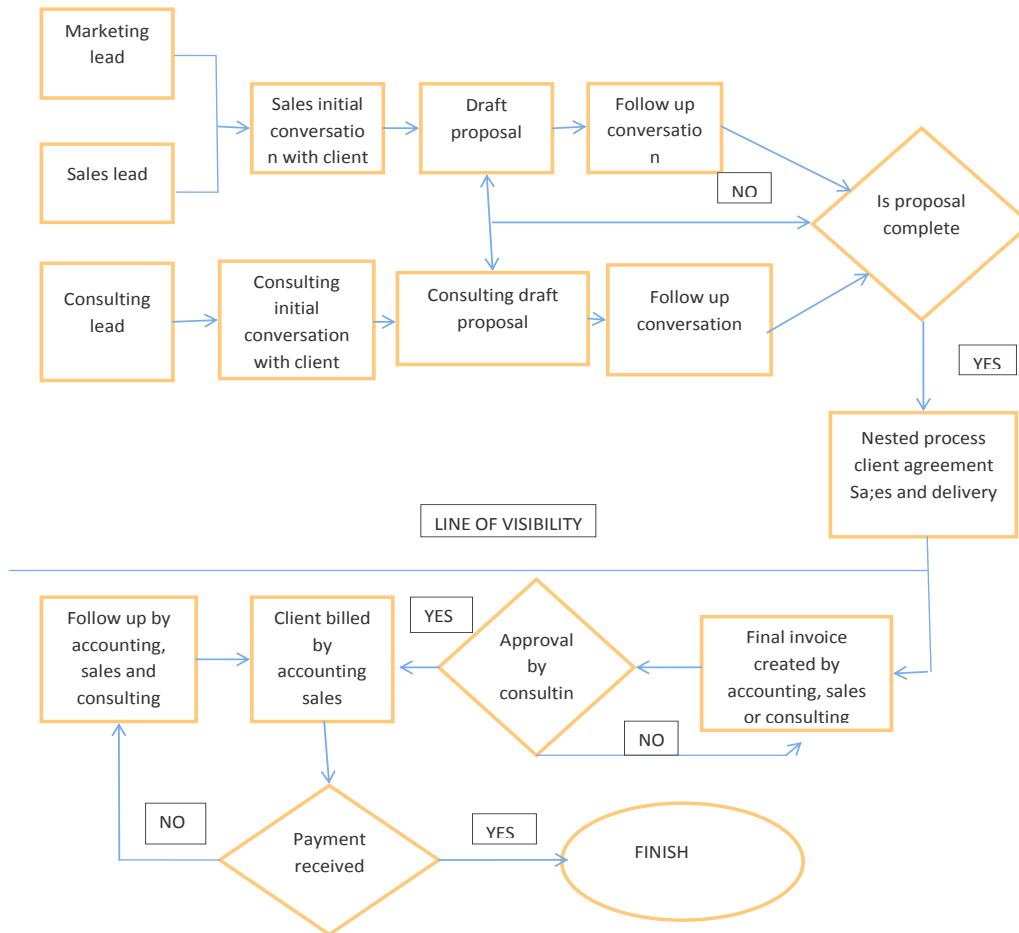 Marketing
lead
Sales lead
Sales initial
conversatio
n with client
Draft
proposal
Follow up
conversatio
n
NO
Is proposal
complete
Consulting
lead
Consulting
initial
conversation
with client
Consulting draft
proposal
Follow up
conversation
YES
Nested process
client agreement
Sa;es and delivery
LINE OF VISIBILITY
Follow up by
accounting,
sales and
consulting
Client billed
by
accounting
sales
YES
Approval
by
consultin
Final invoice
created by
accounting, sales
or consulting
NO
NO
Payment
received
YES
FINISH